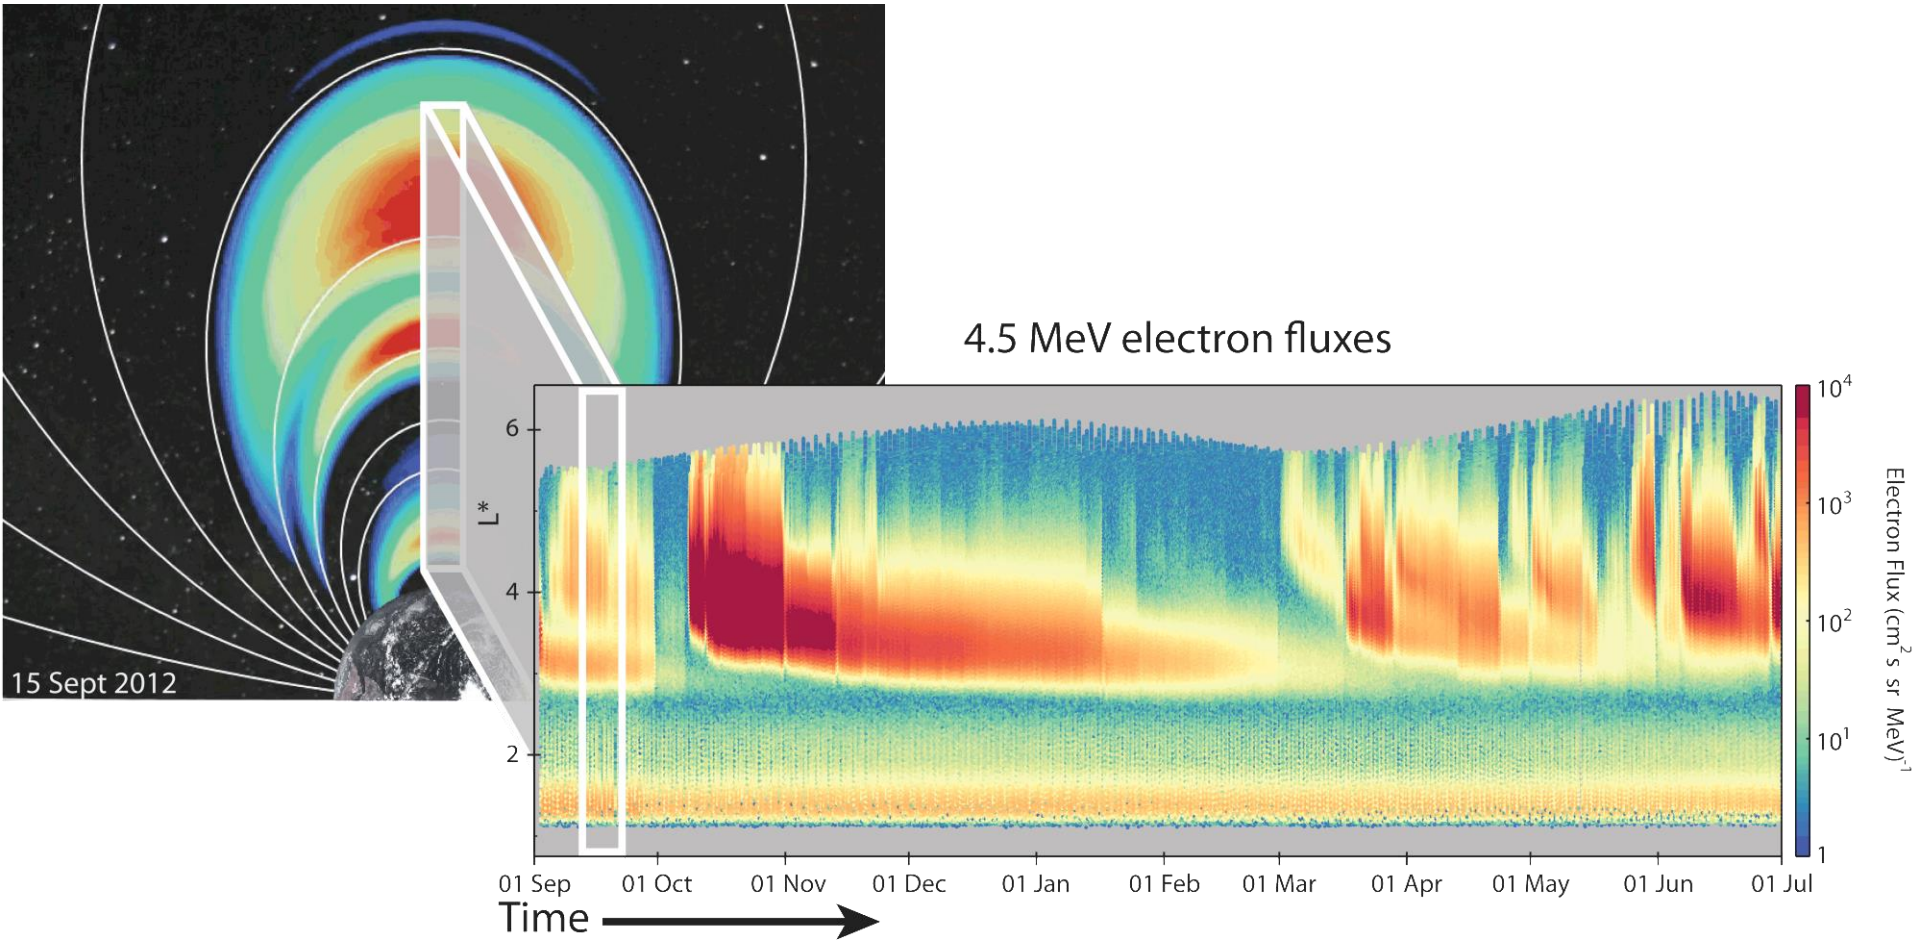 15 Sept 2012
4.5 MeV electron fluxes
L*
6
4
2
01 Sep 01 Oct 01 Nov 01 Dec 01 Jan 01 Feb 01 Mar 01 Apr 01 May 01 Jun 01 Jul
Time
10⁴
10³
10²
10¹
1
Electron Flux (cm² s sr MeV)⁻¹